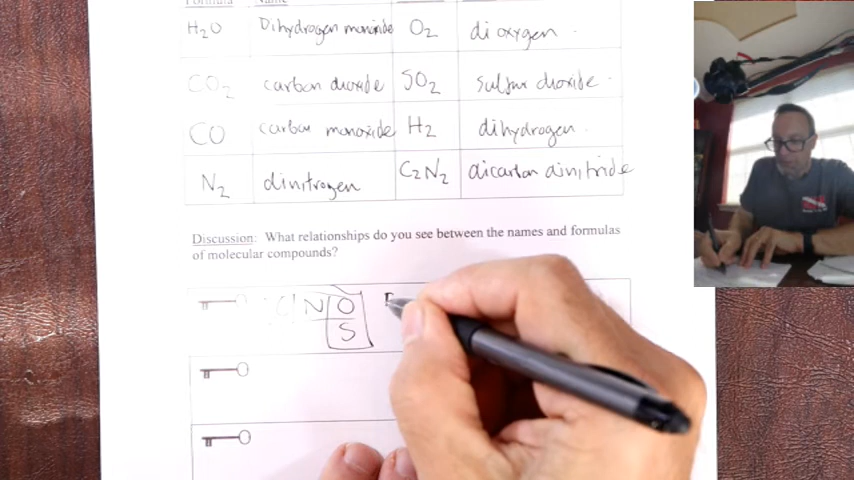 Formula Name
H₂O Dihydrogen monoxide O₂ dioxygen
CO₂ carbon dioxide SO₂ sulfur dioxide
CO carbon monoxide H₂ dihydrogen
N₂ dinitrogen C₂N₂ dicarbon dinitride
Discussion: What relationships do you see between the names and formulas
of molecular compounds?
C N O
S